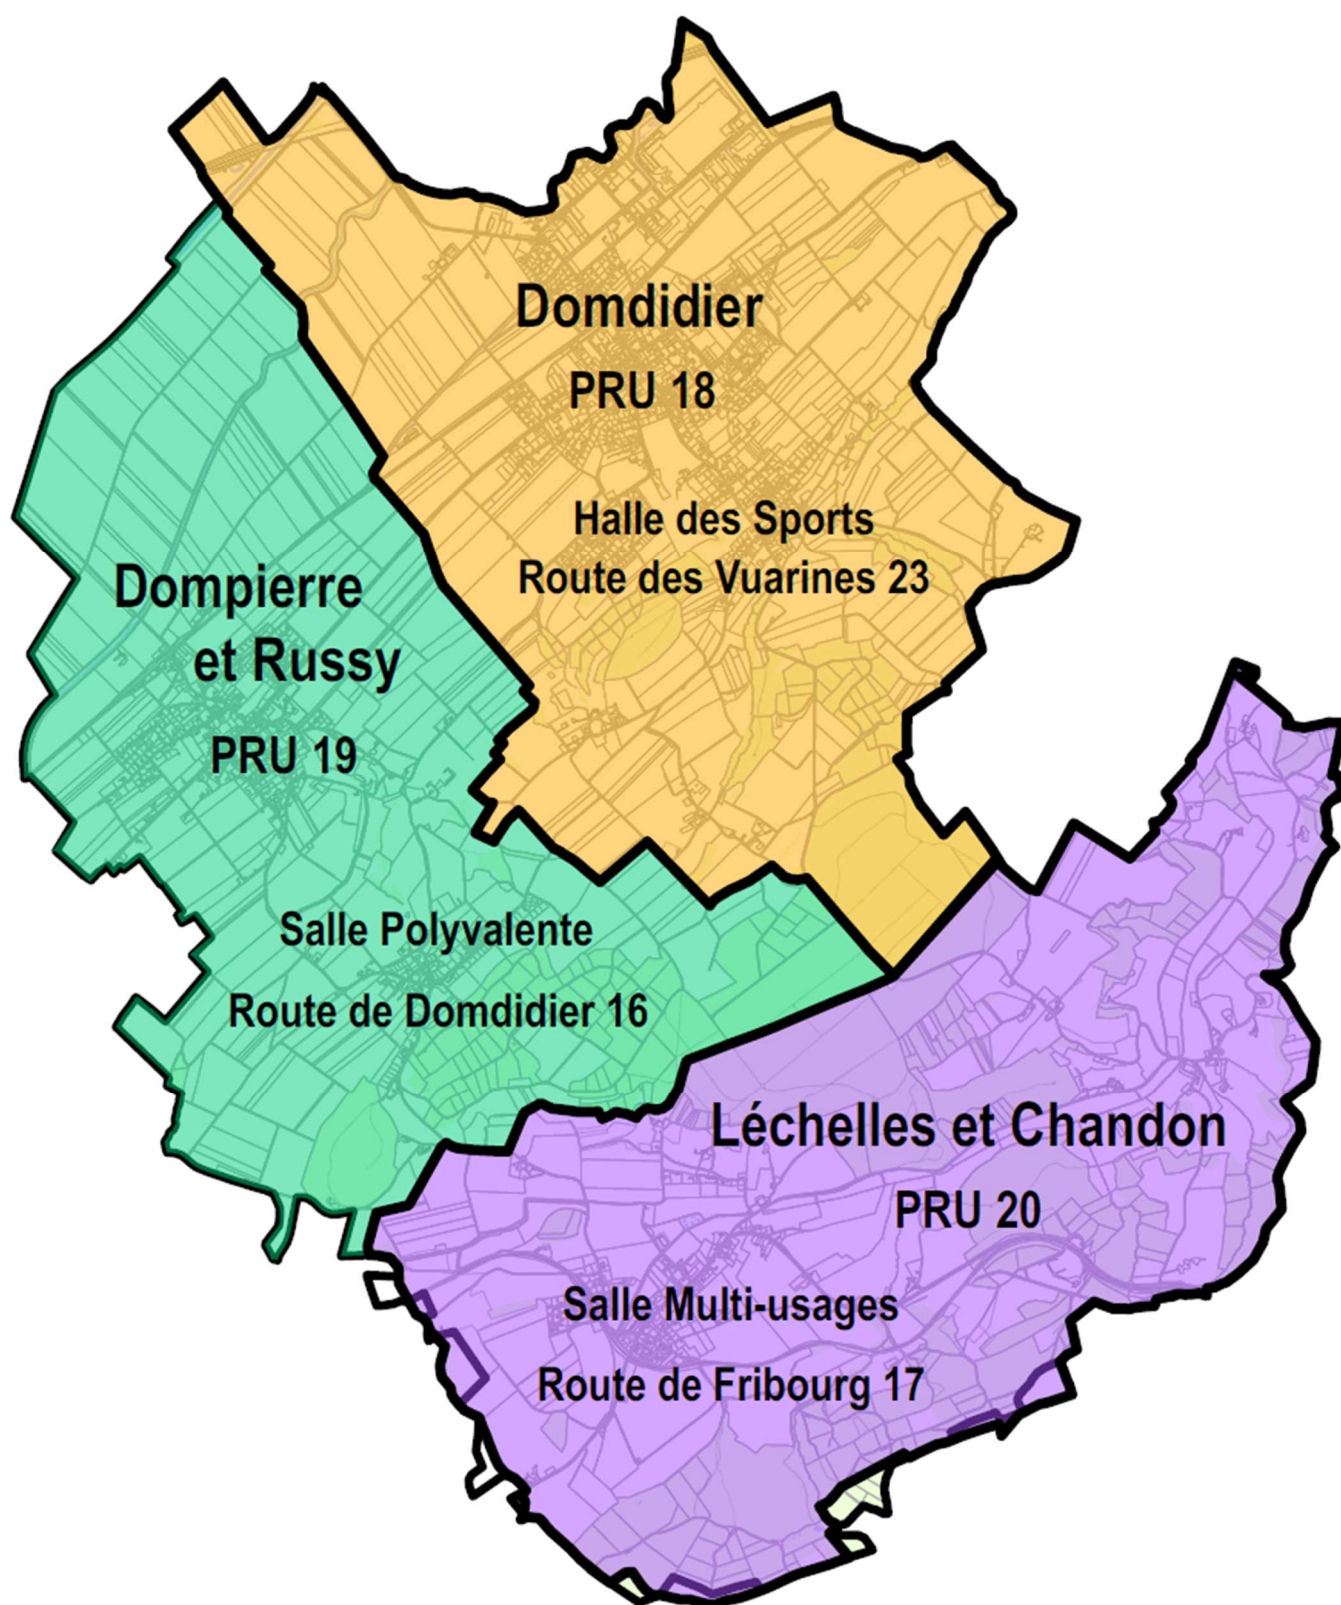 Domdidier
PRU 18
Halle des Sports
Route des Vuarines 23
Dompierre
et Russy
PRU 19
Salle Polyvalente
Route de Domdidier 16
Léchelles et Chandon
PRU 20
Salle Multi-usages
Route de Fribourg 17